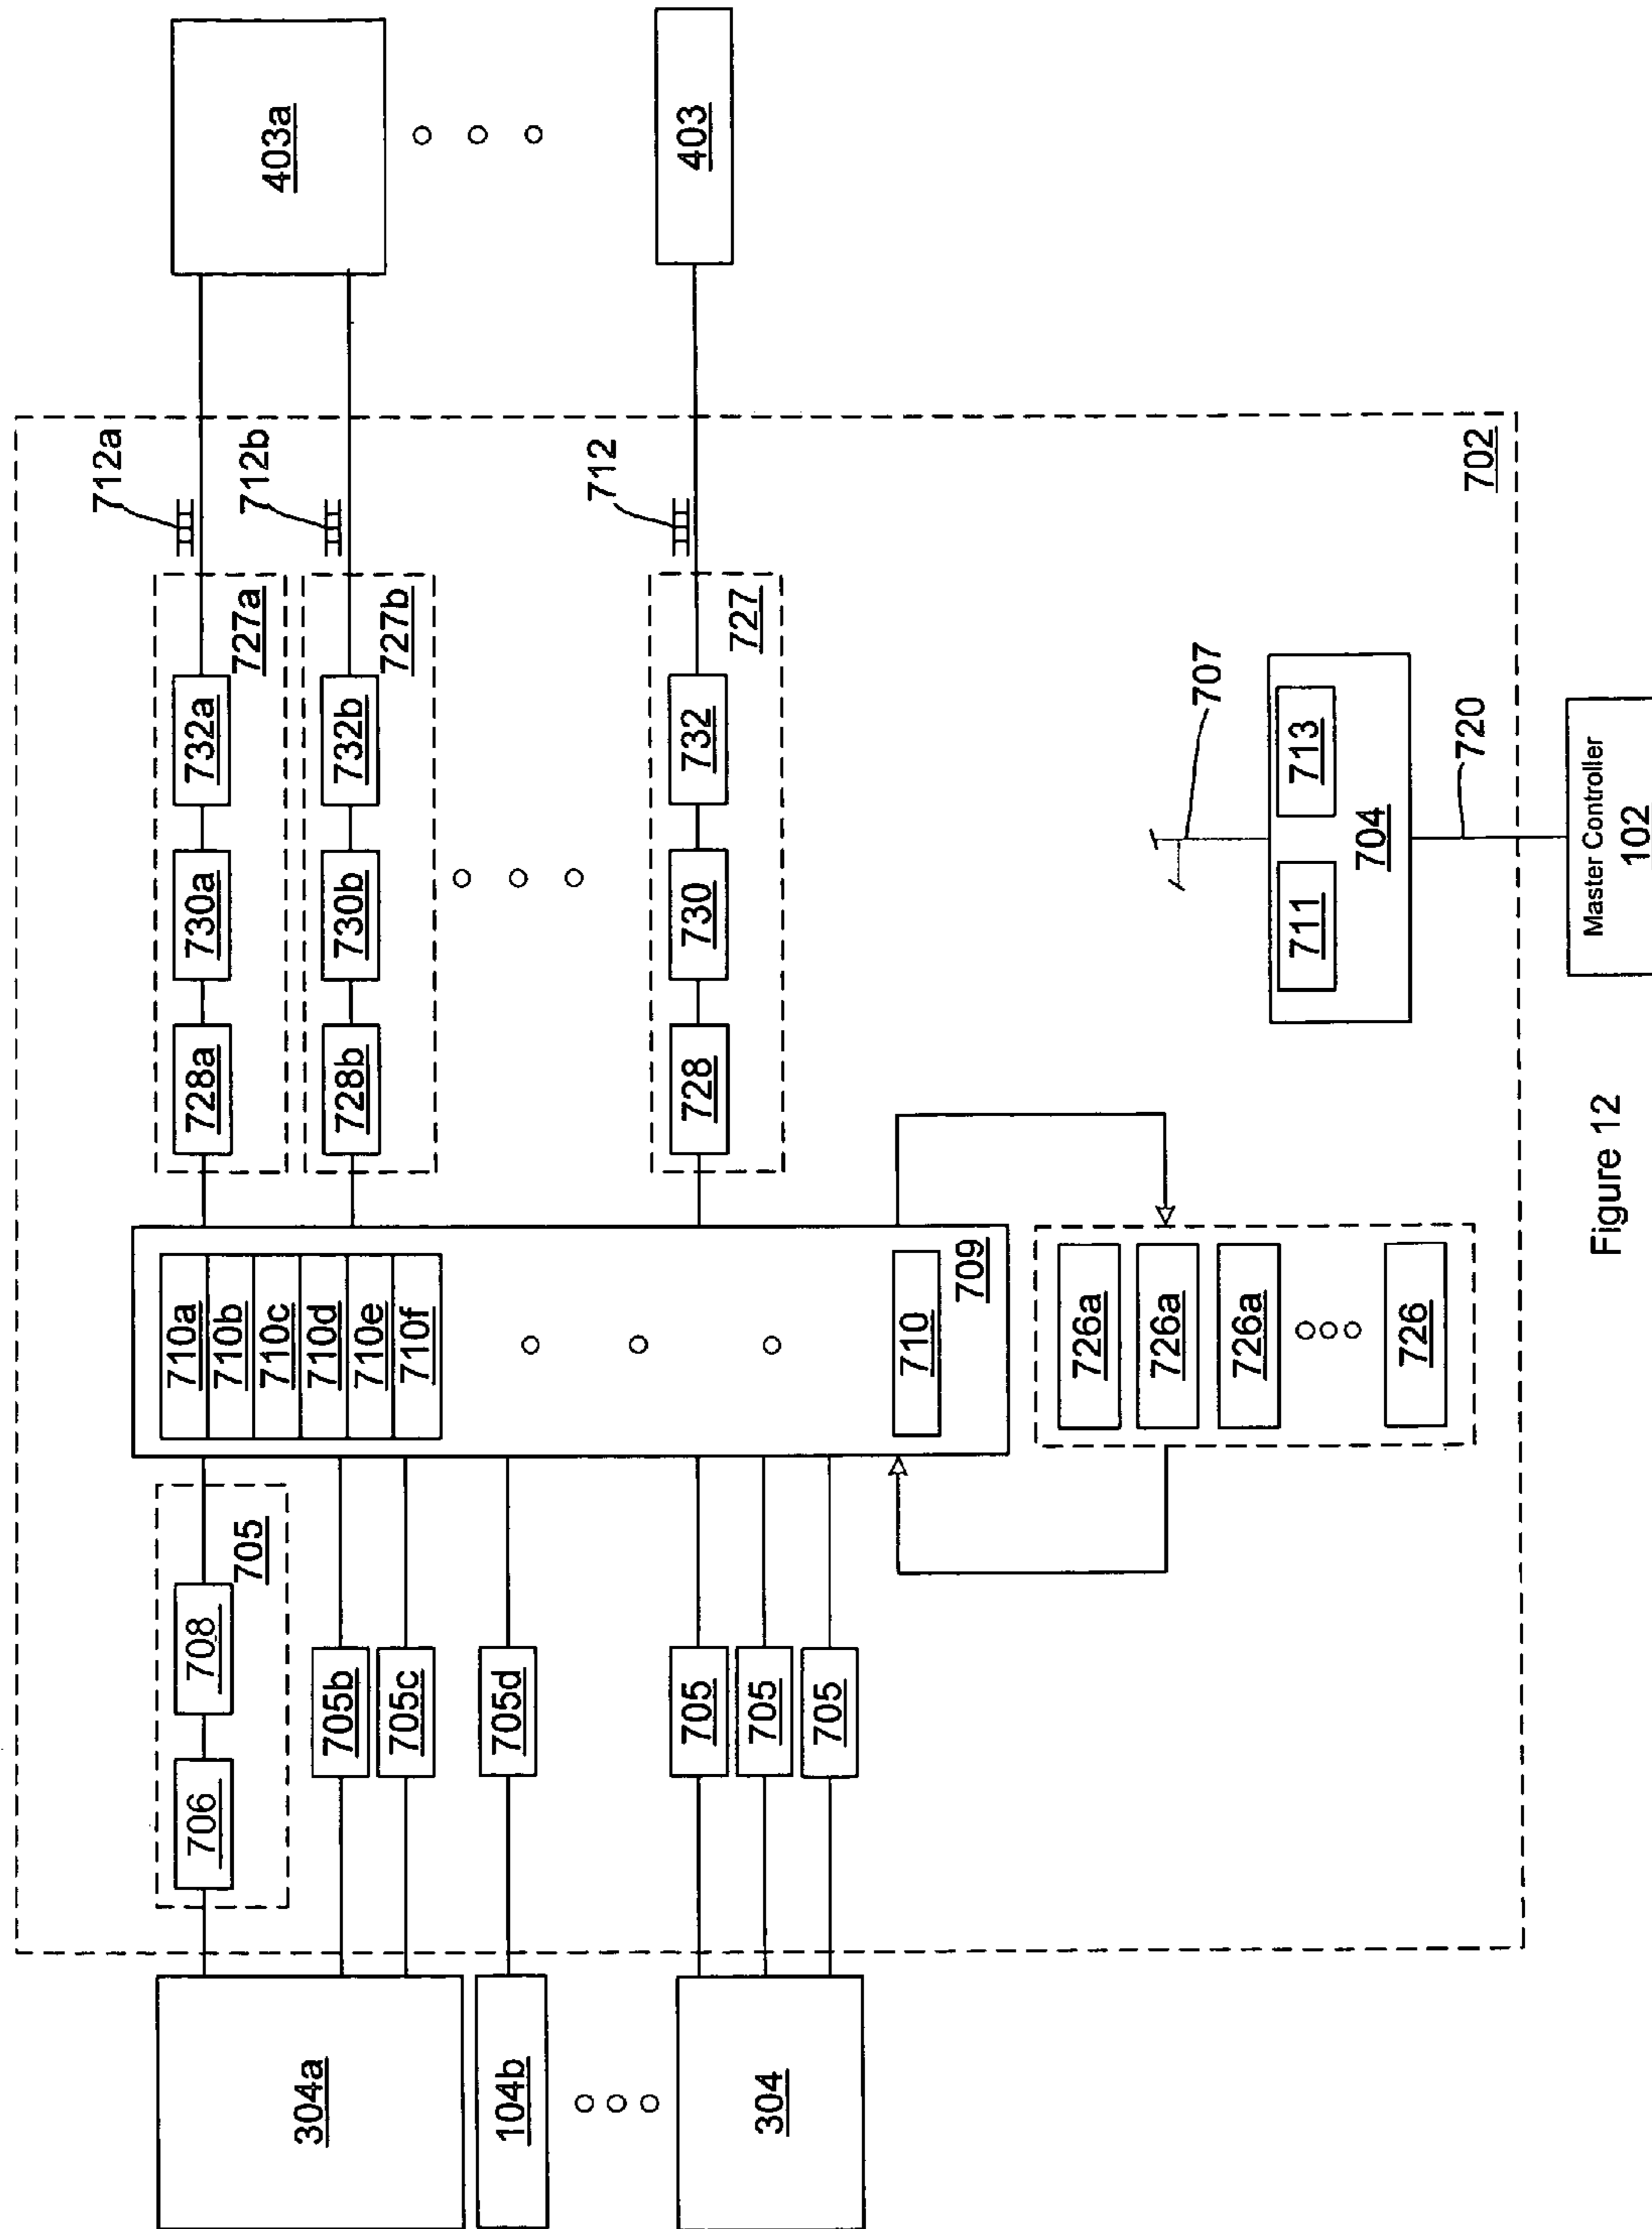 304a
104b
304
706
708
705
705b
705c
705d
705
705
705
710a
710b
710c
710d
710e
710f
710
709
726a
726a
726a
726
728a
730a
732a
727a
728b
730b
732b
727b
728
730
732
727
712a
712b
712
403a
403
707
711
713
704
720
702
Master Controller
102
Figure 12